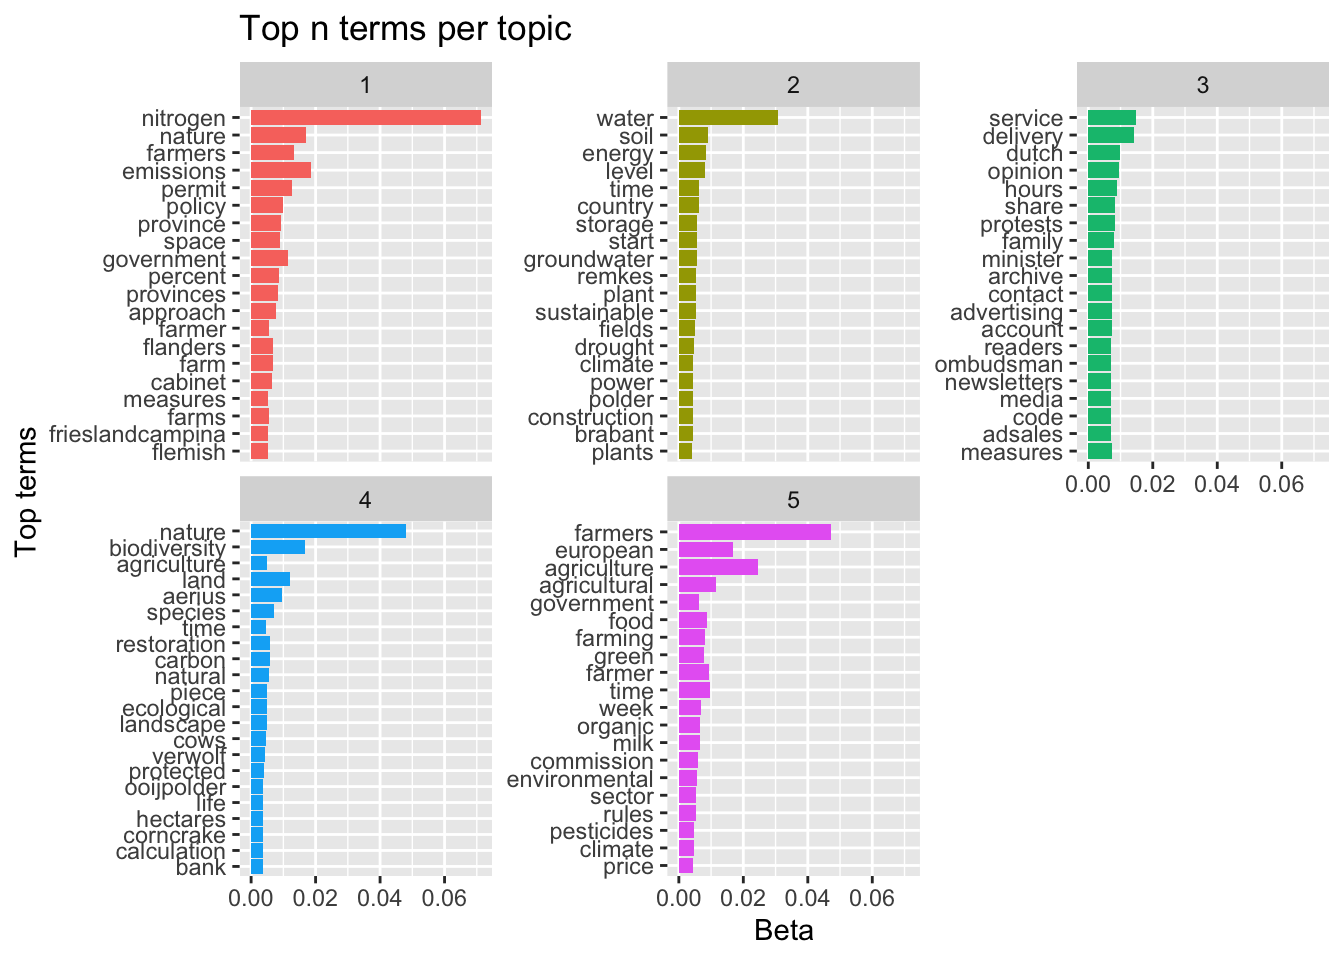 Top n terms per topic
Top terms
1
nitrogen
nature
farmers
emissions
permit
policy
province
space
government
percent
provinces
approach
farmer
flanders
farm
cabinet
measures
farms
frieslandcampina
flemish
2
water
soil
energy
level
time
country
storage
start
groundwater
remkes
plant
sustainable
fields
drought
climate
power
polder
construction
brabant
plants
3
service
delivery
dutch
opinion
hours
share
protests
family
minister
archive
contact
advertising
account
readers
ombudsman
newsletters
media
code
adsales
measures
0.00 0.02 0.04 0.06
4
nature
biodiversity
agriculture
land
aerius
species
time
restoration
carbon
natural
piece
ecological
landscape
cows
verwolf
protected
ooijpolder
life
hectares
corncrake
calculation
bank
0.00 0.02 0.04 0.06
5
farmers
european
agriculture
agricultural
government
food
farming
green
farmer
time
week
organic
milk
commission
environmental
sector
rules
pesticides
climate
price
0.00 0.02 0.04 0.06
Beta